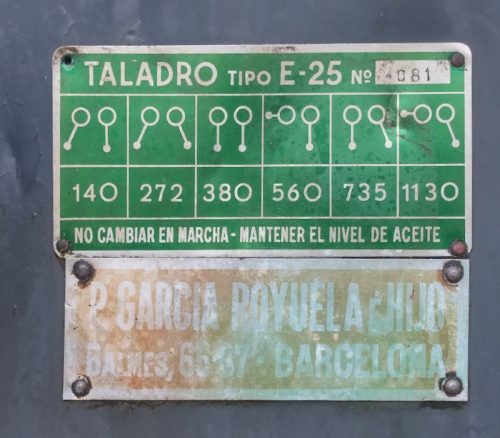 TALADRO TIPO E-25 Nº 4081
140 272 380 560 735 1130
NO CAMBIAR EN MARCHA - MANTENER EL NIVEL DE ACEITE
P. GARCIA ROYUELA é HIJO
BALMES, 65-67 - BARCELONA